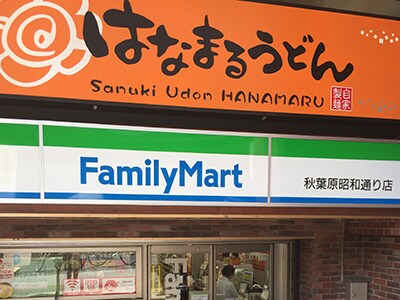 はなまるうどん
Sanuki Udon HANAMARU
自家
製麺
FamilyMart
秋葉原昭和通り店